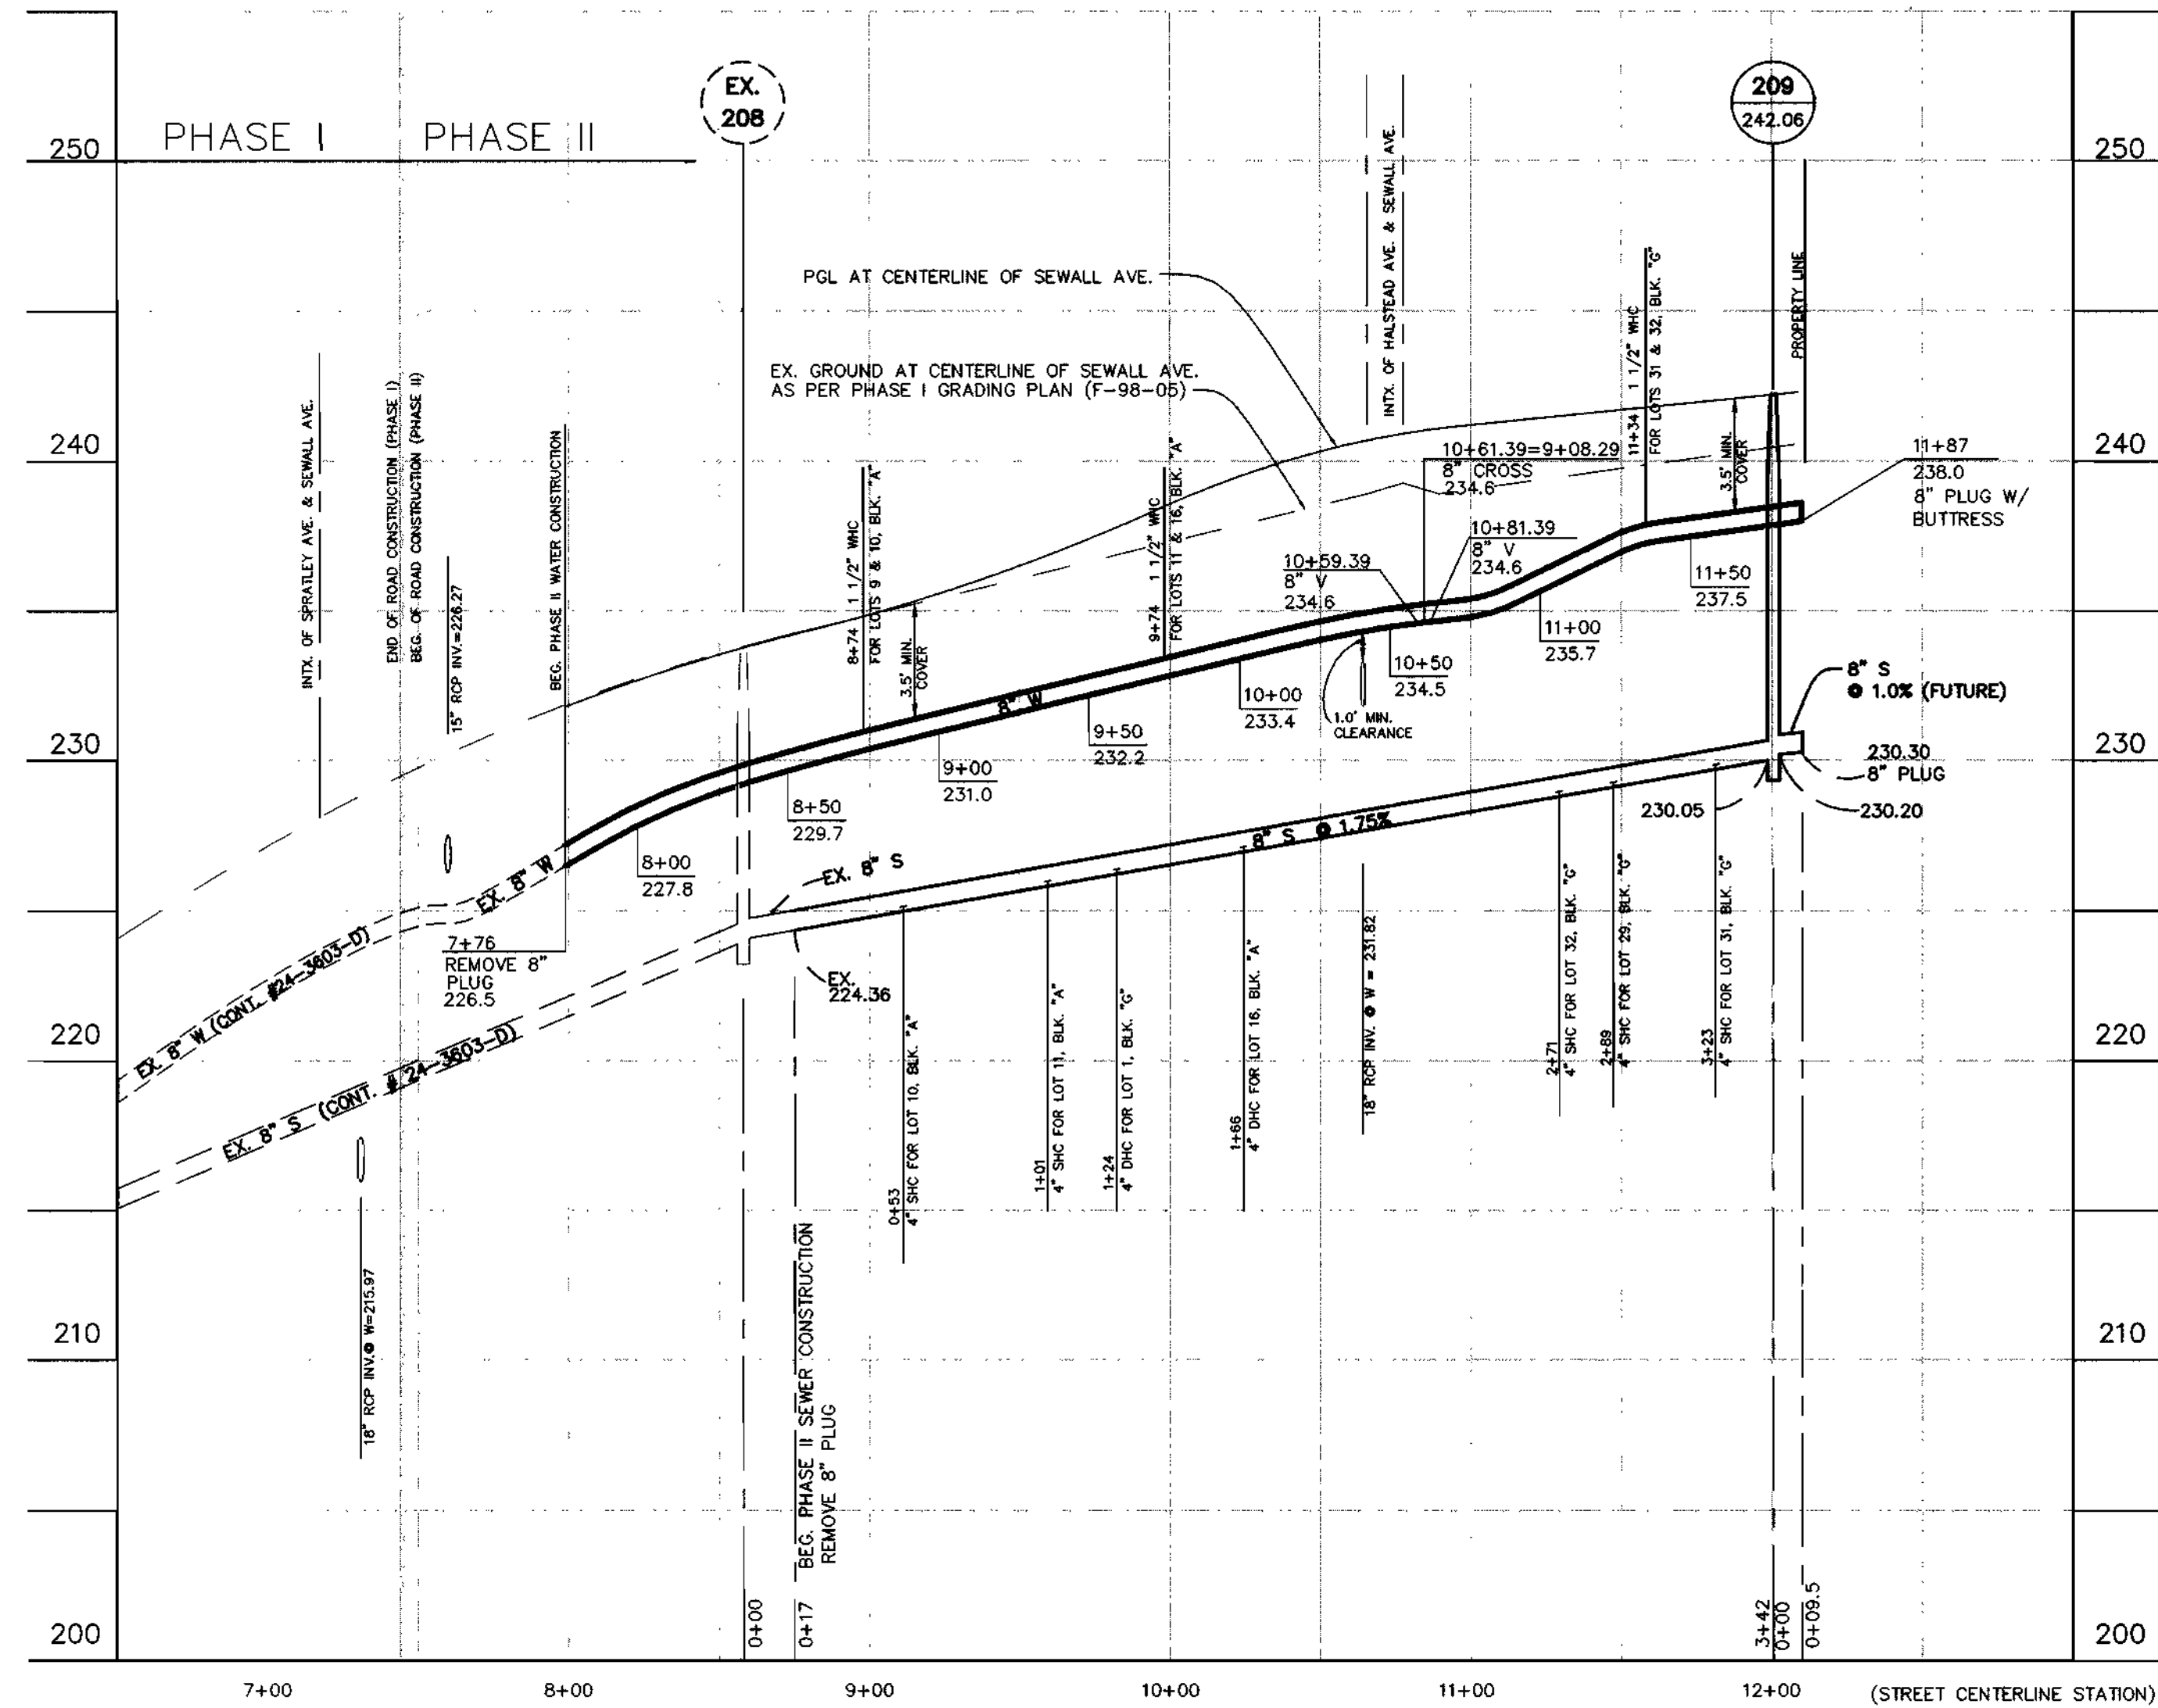 EX.
208
209
242.06
PHASE I
PHASE II
250
250
240
240
230
230
220
220
210
210
200
200
PGL AT CENTERLINE OF SEWALL AVE.
EX. GROUND AT CENTERLINE OF SEWALL AVE.
AS PER PHASE I GRADING PLAN (F-98-05)
INTX. OF SPRATLEY AVE. & SEWALL AVE.
END OF ROAD CONSTRUCTION (PHASE I)
BEG. OF ROAD CONSTRUCTION (PHASE II)
15" RCP INV.=226.27
BEG. PHASE II WATER CONSTRUCTION
8+74 1 1/2" WHC
FOR LOTS 9 & 10, BLK. "A"
3.5' MIN.
COVER
9+74 1 1/2" WHC
FOR LOTS 11 & 16, BLK. "A"
INTX. OF HALSTEAD AVE. & SEWALL AVE.
11+34 1 1/2" WHC
FOR LOTS 31 & 32, BLK. "G"
3.5' MIN.
COVER
PROPERTY LINE
10+61.39=9+08.29
8" CROSS
234.6
10+81.39
8" V
234.6
10+59.39
8" V
234.6
11+87
238.0
8" PLUG W/
BUTTRESS
11+50
237.5
11+00
235.7
10+50
234.5
10+00
233.4
9+50
232.2
9+00
231.0
8+50
229.7
8+00
227.8
8" W
1.0' MIN.
CLEARANCE
8" S
@ 1.0% (FUTURE)
230.30
8" PLUG
230.05
230.20
8" S @ 1.75%
EX. 8" S
EX. 8" W
7+76
REMOVE 8"
PLUG
226.5
EX.
224.36
EX. 8" W (CONT. #24-3603-D)
EX. 8" S (CONT. # 24-3603-D)
18" RCP INV.@ W=215.97
0+53
4" SHC FOR LOT 10, BLK. "A"
1+01
4" SHC FOR LOT 11, BLK. "A"
1+24
4" DHC FOR LOT 1, BLK. "G"
1+66
4" DHC FOR LOT 16, BLK. "A"
18" RCP INV. @ W = 231.82
2+71
4" SHC FOR LOT 32, BLK. "G"
2+89
4" SHC FOR LOT 29, BLK. "G"
3+23
4" SHC FOR LOT 31, BLK. "G"
0+00
0+17 BEG. PHASE II SEWER CONSTRUCTION
REMOVE 8" PLUG
3+42
0+00
0+09.5
7+00
8+00
9+00
10+00
11+00
12+00
(STREET CENTERLINE STATION)